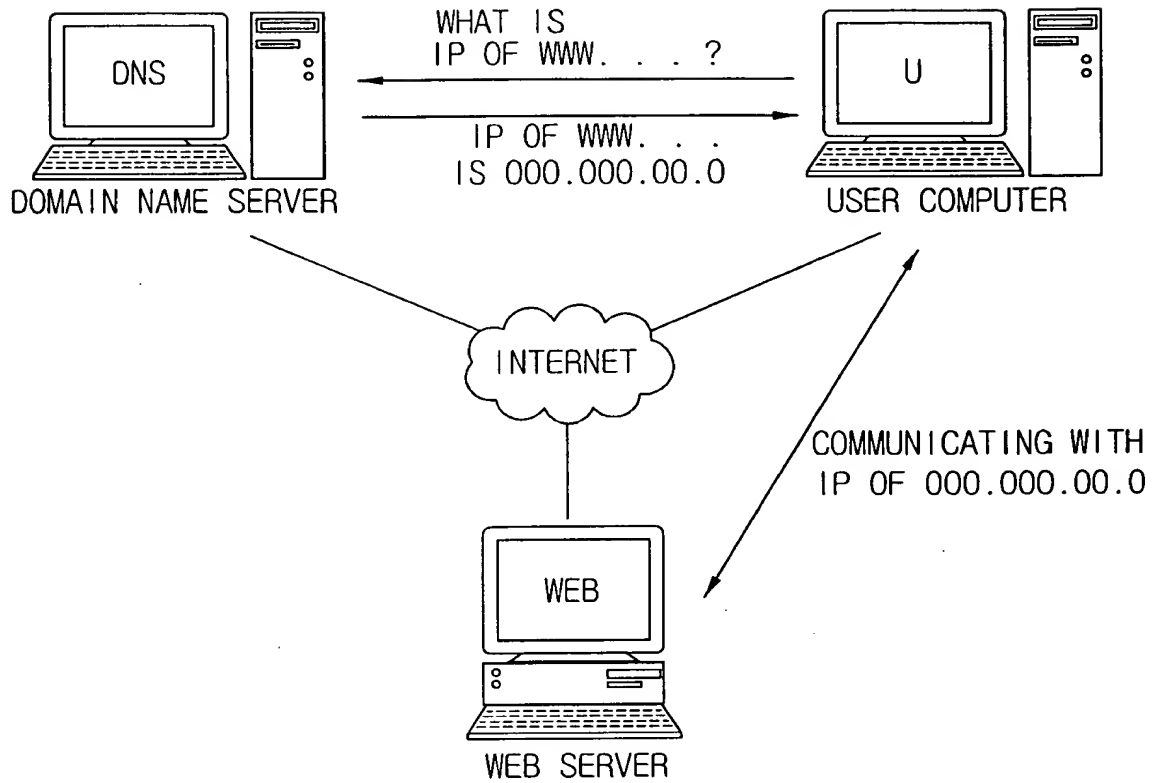 WHAT IS
IP OF WWW. . . . ?
DNS
U
IP OF WWW. . . .
IS 000.000.00.0
DOMAIN NAME SERVER
USER COMPUTER
INTERNET
COMMUNICATING WITH
IP OF 000.000.00.0
WEB
WEB SERVER